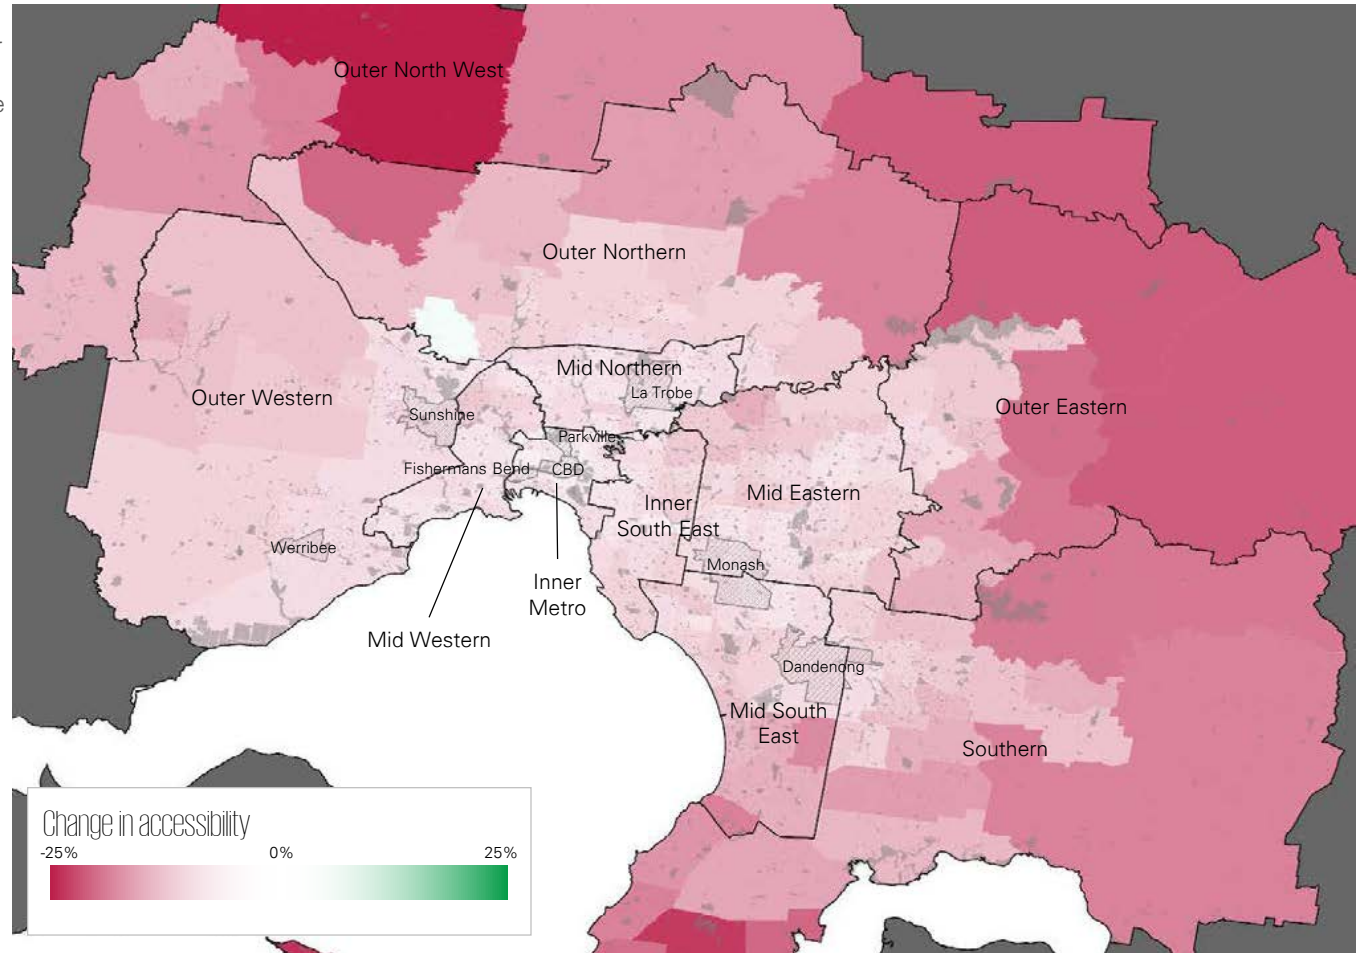 e
Outer North West
Outer Northern
Mid Northern
La Trobe
Outer Western
Sunshine
Outer Eastern
Parkville
Fishermans Bend
CBD
Mid Eastern
Inner
South East
Werribee
Monash
Inner
Metro
Mid Western
Dandenong
Mid South
East
Southern
Change in accessibility
-25%
0%
25%